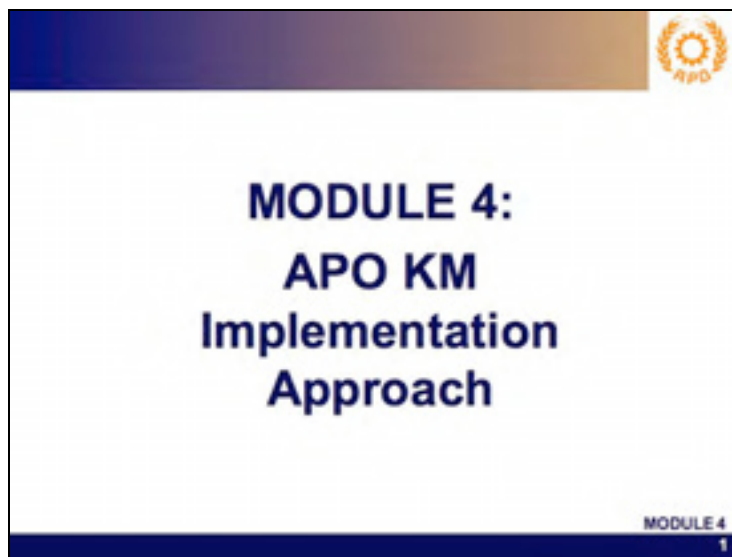 APO
MODULE 4:
APO KM
Implementation
Approach
MODULE 4
1